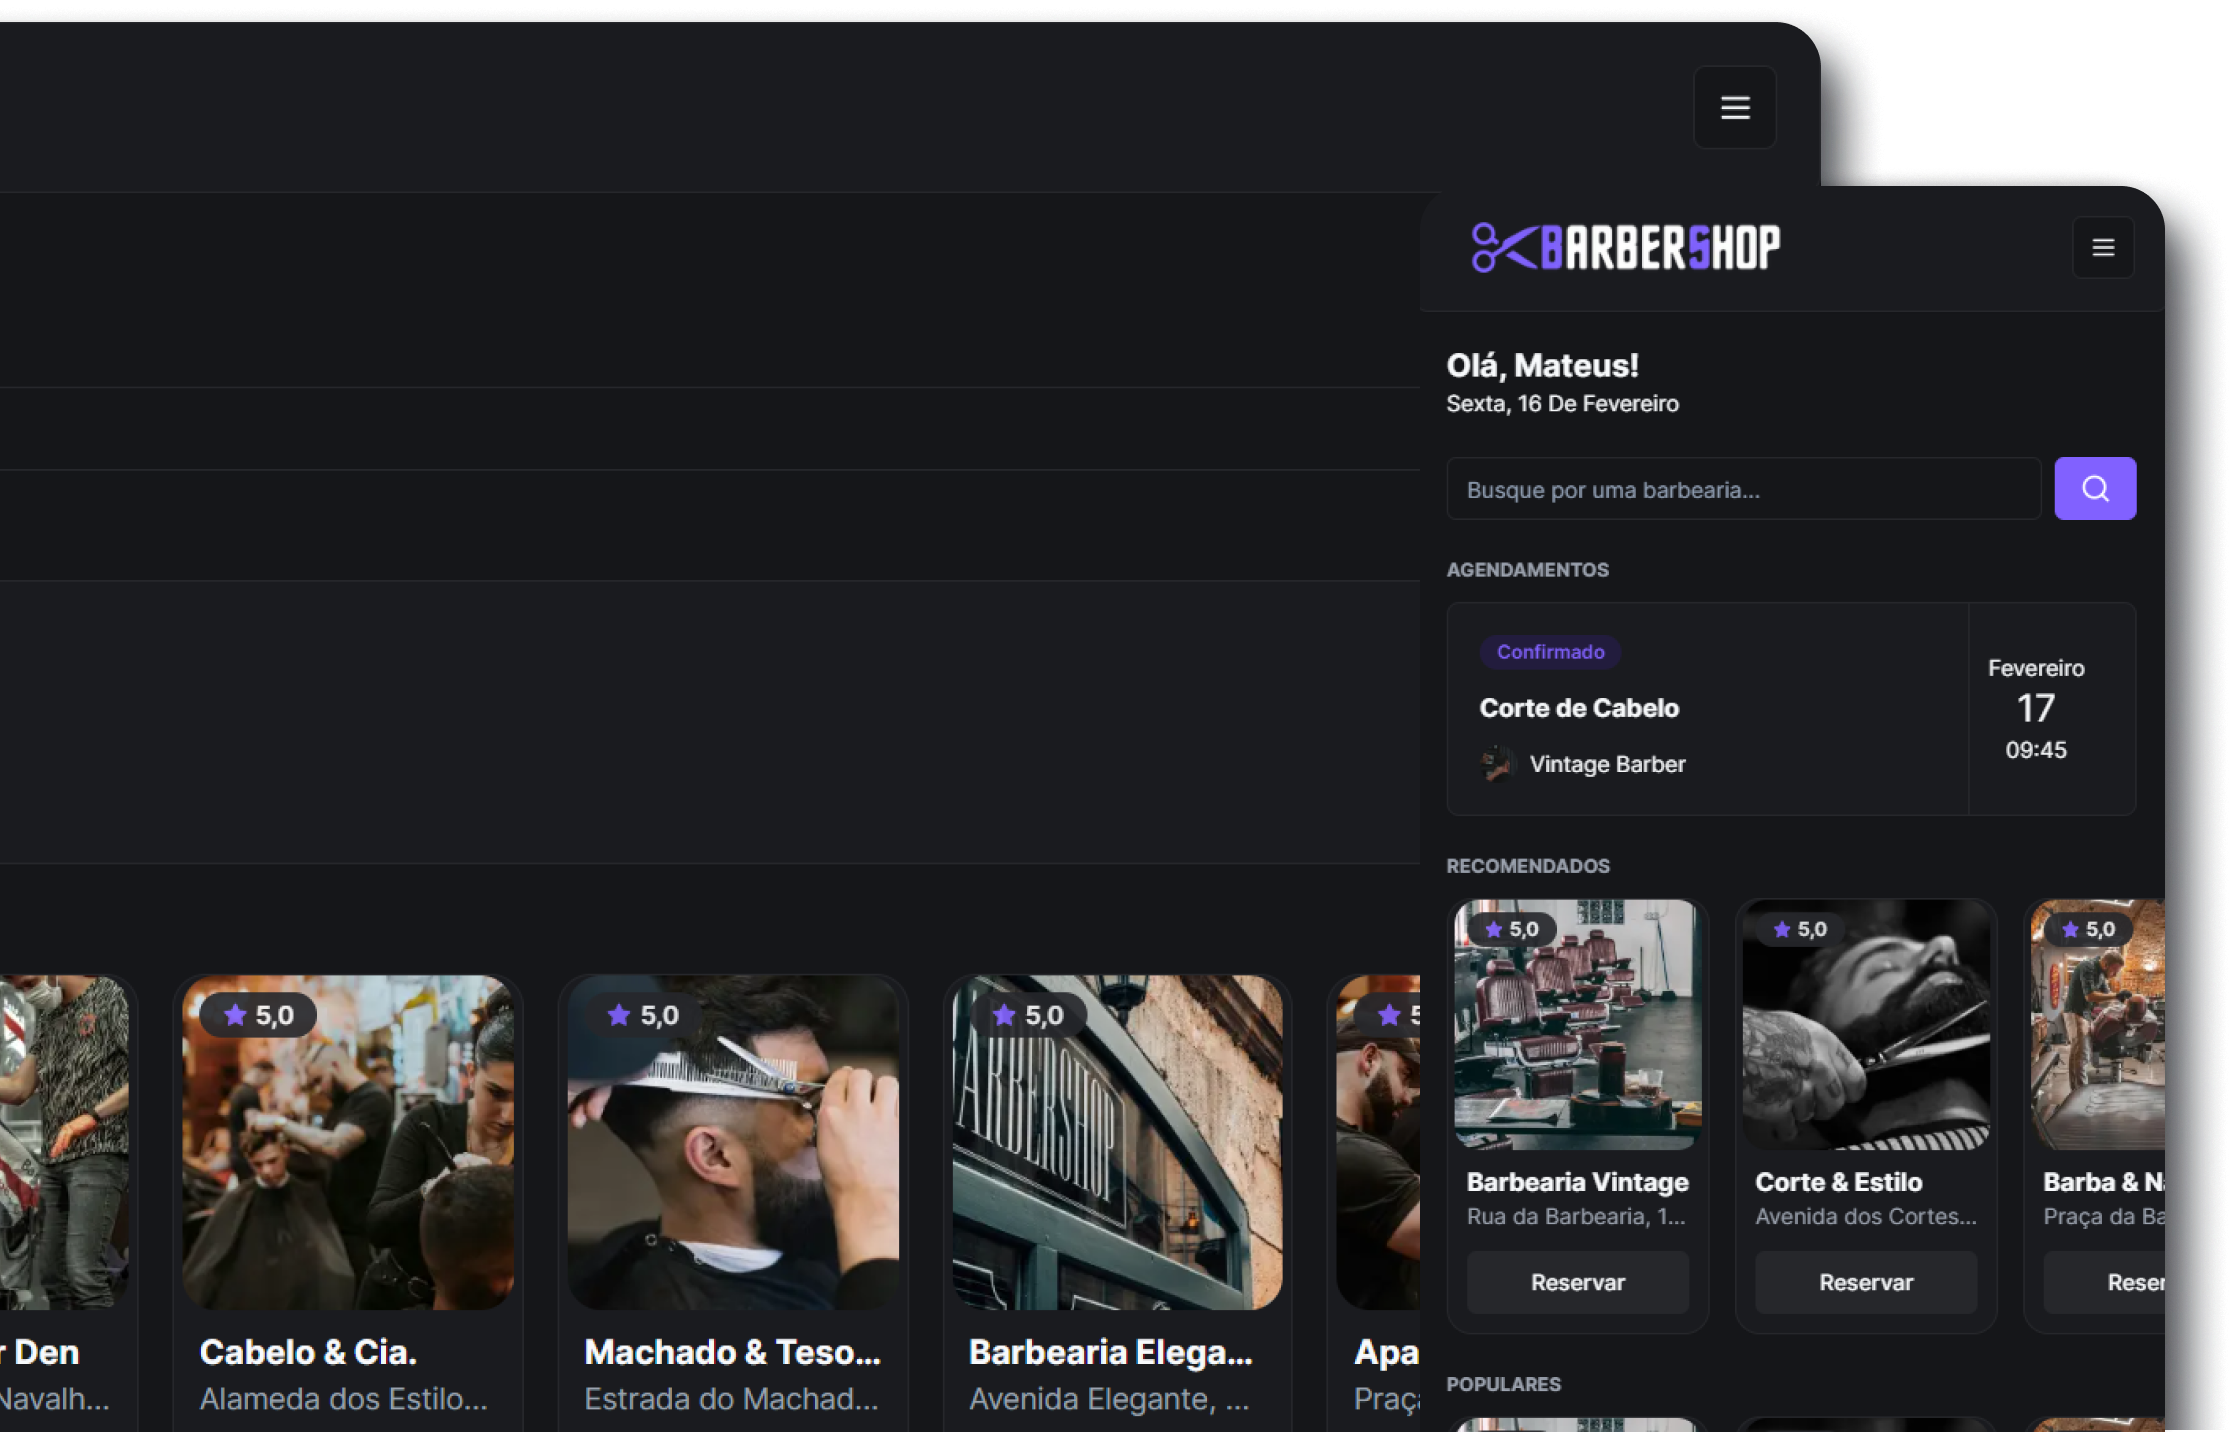 BARBERSHOP
Olá, Mateus!
Sexta, 16 De Fevereiro
Busque por uma barbearia...
AGENDAMENTOS
Confirmado
Corte de Cabelo
Vintage Barber
Fevereiro
17
09:45
RECOMENDADOS
5,0
Barbearia Vintage
Rua da Barbearia, 1...
Reservar
5,0
Corte & Estilo
Avenida dos Cortes...
Reservar
5,0
Barba & Na
Praça da Ba
Reser
POPULARES
r Den
Navalh...
5,0
Cabelo & Cia.
Alameda dos Estilo...
5,0
Machado & Teso...
Estrada do Machad...
5,0
BARBERSHOP
Barbearia Elega...
Avenida Elegante, ...
5
Apa
Praça